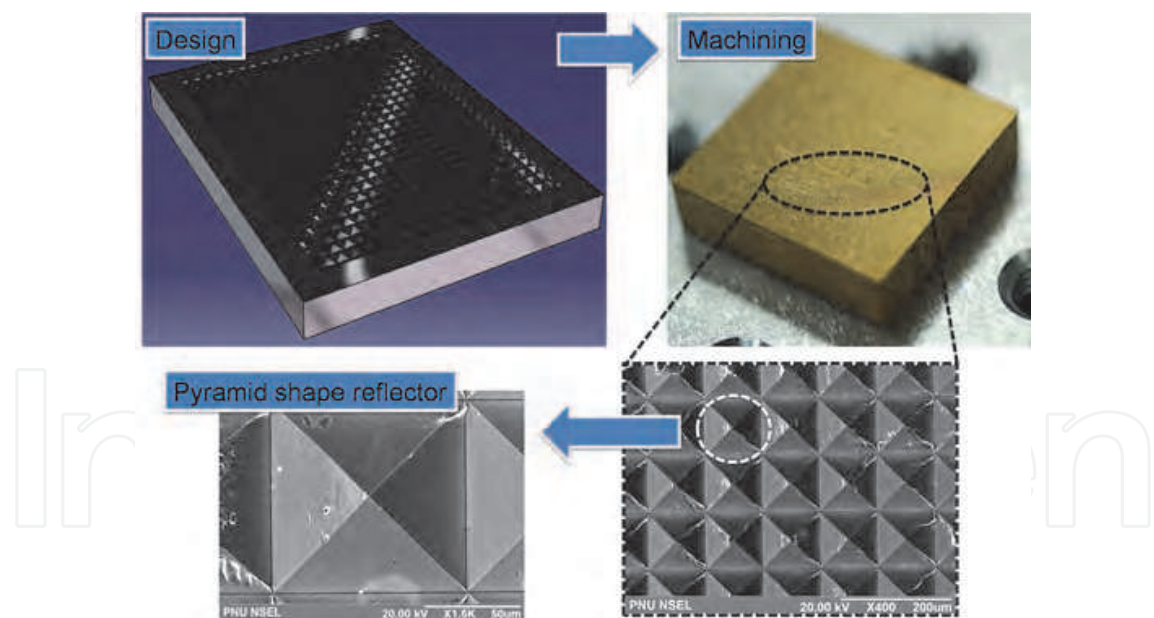 Design
Machining
Pyramid shape reflector
PNU NSEL 20.00 kV X1.5K 50um
PNU NSEL 20.00 kV X400 200um